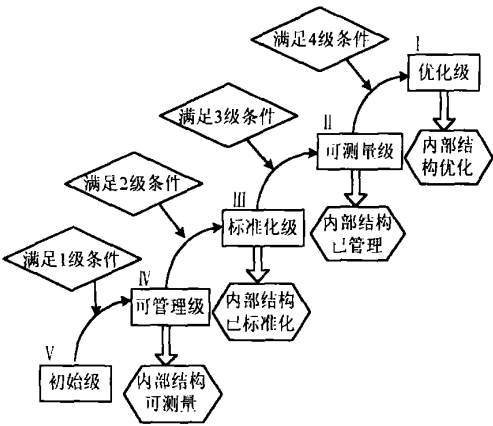 满足4级条件
I
优化级
满足3级条件
II
可测量级
内部结
构优化
满足2级条件
III
标准化级
内部结构
已管理
满足1级条件
IV
可管理级
内部结构
已标准化
V
初始级
内部结构
可测量